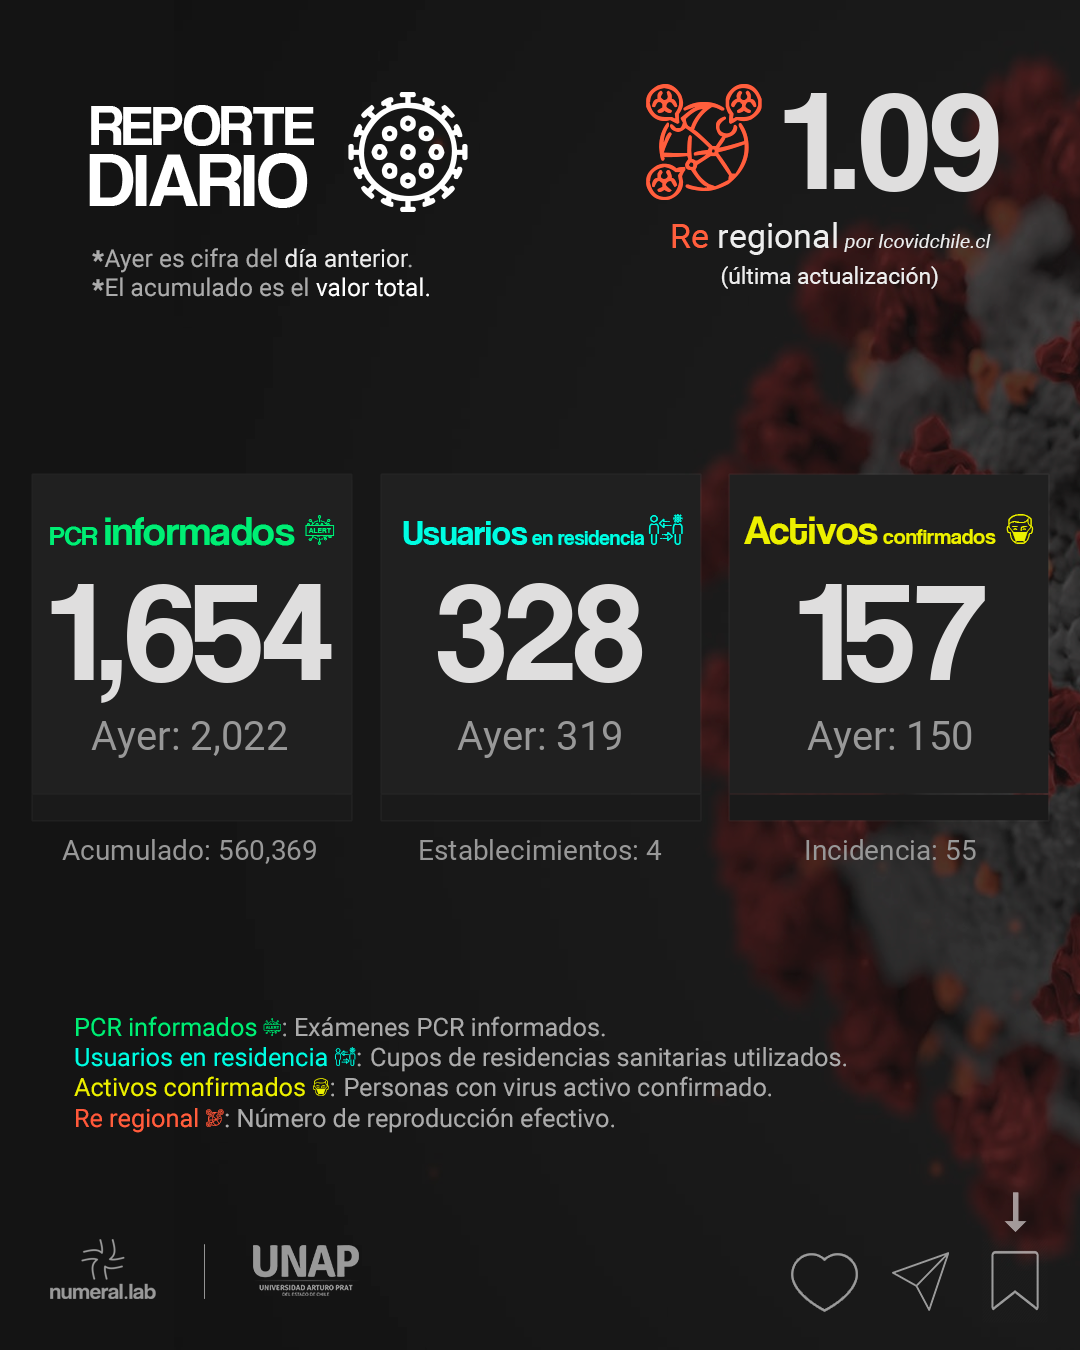 REPORTE
DIARIO
*Ayer es cifra del día anterior.
*El acumulado es el valor total.
1.09
Re regional por Icovidchile.cl
(última actualización)
PCR informados ALERT
1,654
Ayer: 2,022
Acumulado: 560,369
Usuarios en residencia
328
Ayer: 319
Establecimientos: 4
Activos confirmados
157
Ayer: 150
Incidencia: 55
PCR informados ALERT: Exámenes PCR informados.
Usuarios en residencia : Cupos de residencias sanitarias utilizados.
Activos confirmados : Personas con virus activo confirmado.
Re regional : Número de reproducción efectivo.
numeral.lab
UNAP
UNIVERSIDAD ARTURO PRAT
DEL ESTADO DE CHILE